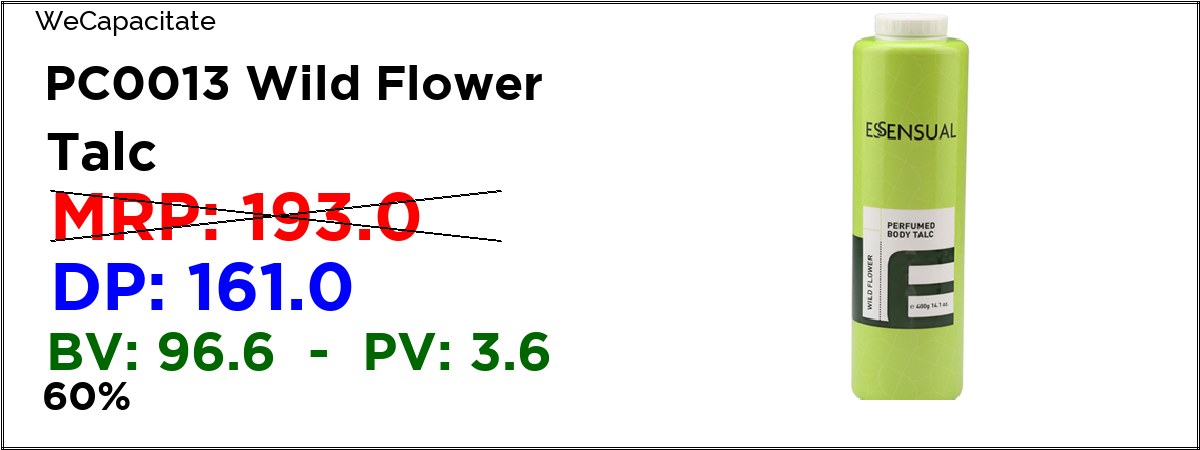 WeCapacitate
PC0013 Wild Flower
Talc
MRP: 193.0
DP: 161.0
BV: 96.6 - PV: 3.6
60%
ESSENSUAL
PERFUMED
BODY TALC
WILD FLOWER
e 400g 14.1 oz.